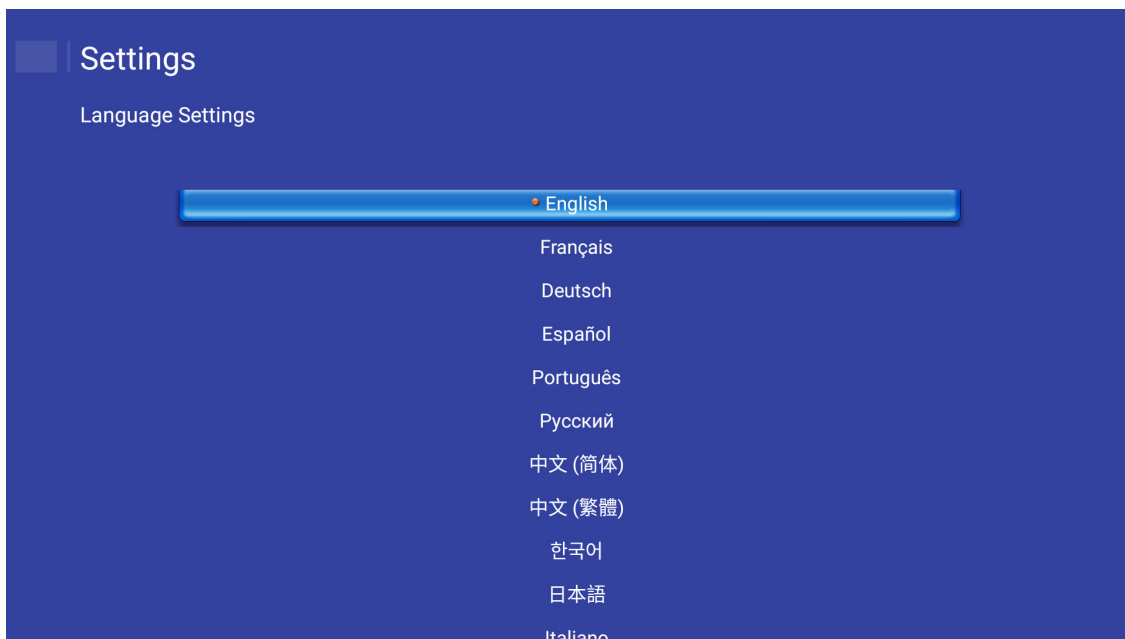 Settings
Language Settings
English
Français
Deutsch
Español
Português
Русский
中文 (简体)
中文 (繁體)
한국어
日本語
Italiano